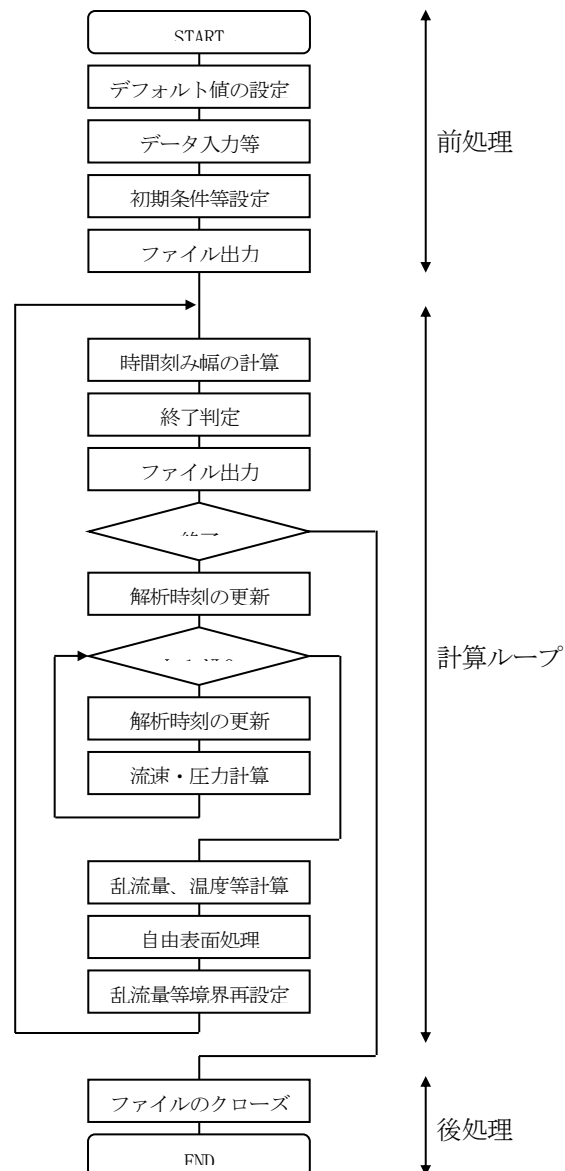 START
デフォルト値の設定
データ入力等
初期条件等設定
ファイル出力
前処理
時間刻み幅の計算
終了判定
ファイル出力
解析時刻の更新
解析時刻の更新
流速・圧力計算
計算ループ
乱流量、温度等計算
自由表面処理
乱流量等境界再設定
ファイルのクローズ
END
後処理